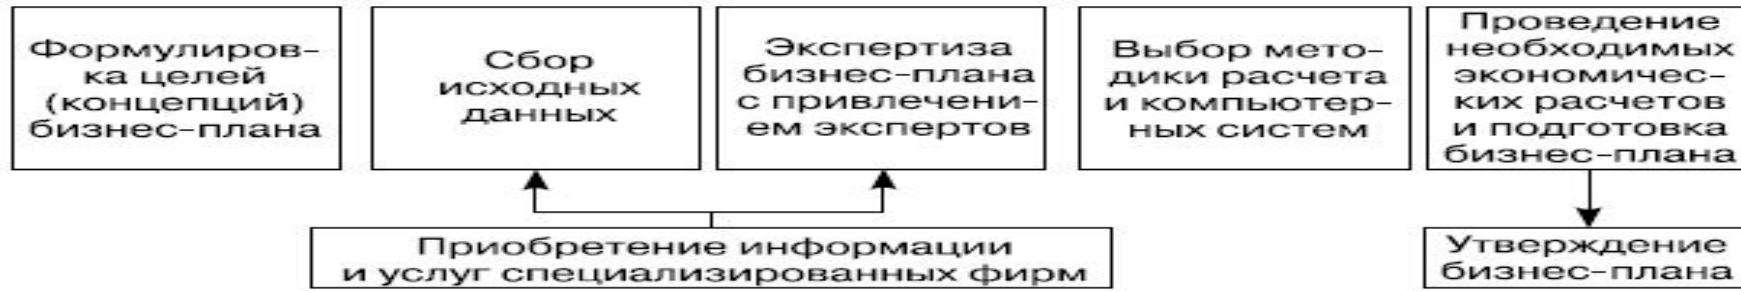 Формулиров-
ка целей
(концепций)
бизнес-плана
Сбор
исходных
данных
Экспертиза
бизнес-плана
с привлечени-
ем экспертов
Выбор мето-
дики расчета
и компьютер-
ных систем
Проведение
необходимых
экономичес-
ких расчетов
и подготовка
бизнес-плана
Приобретение информации
и услуг специализированных фирм
Утверждение
бизнес-плана